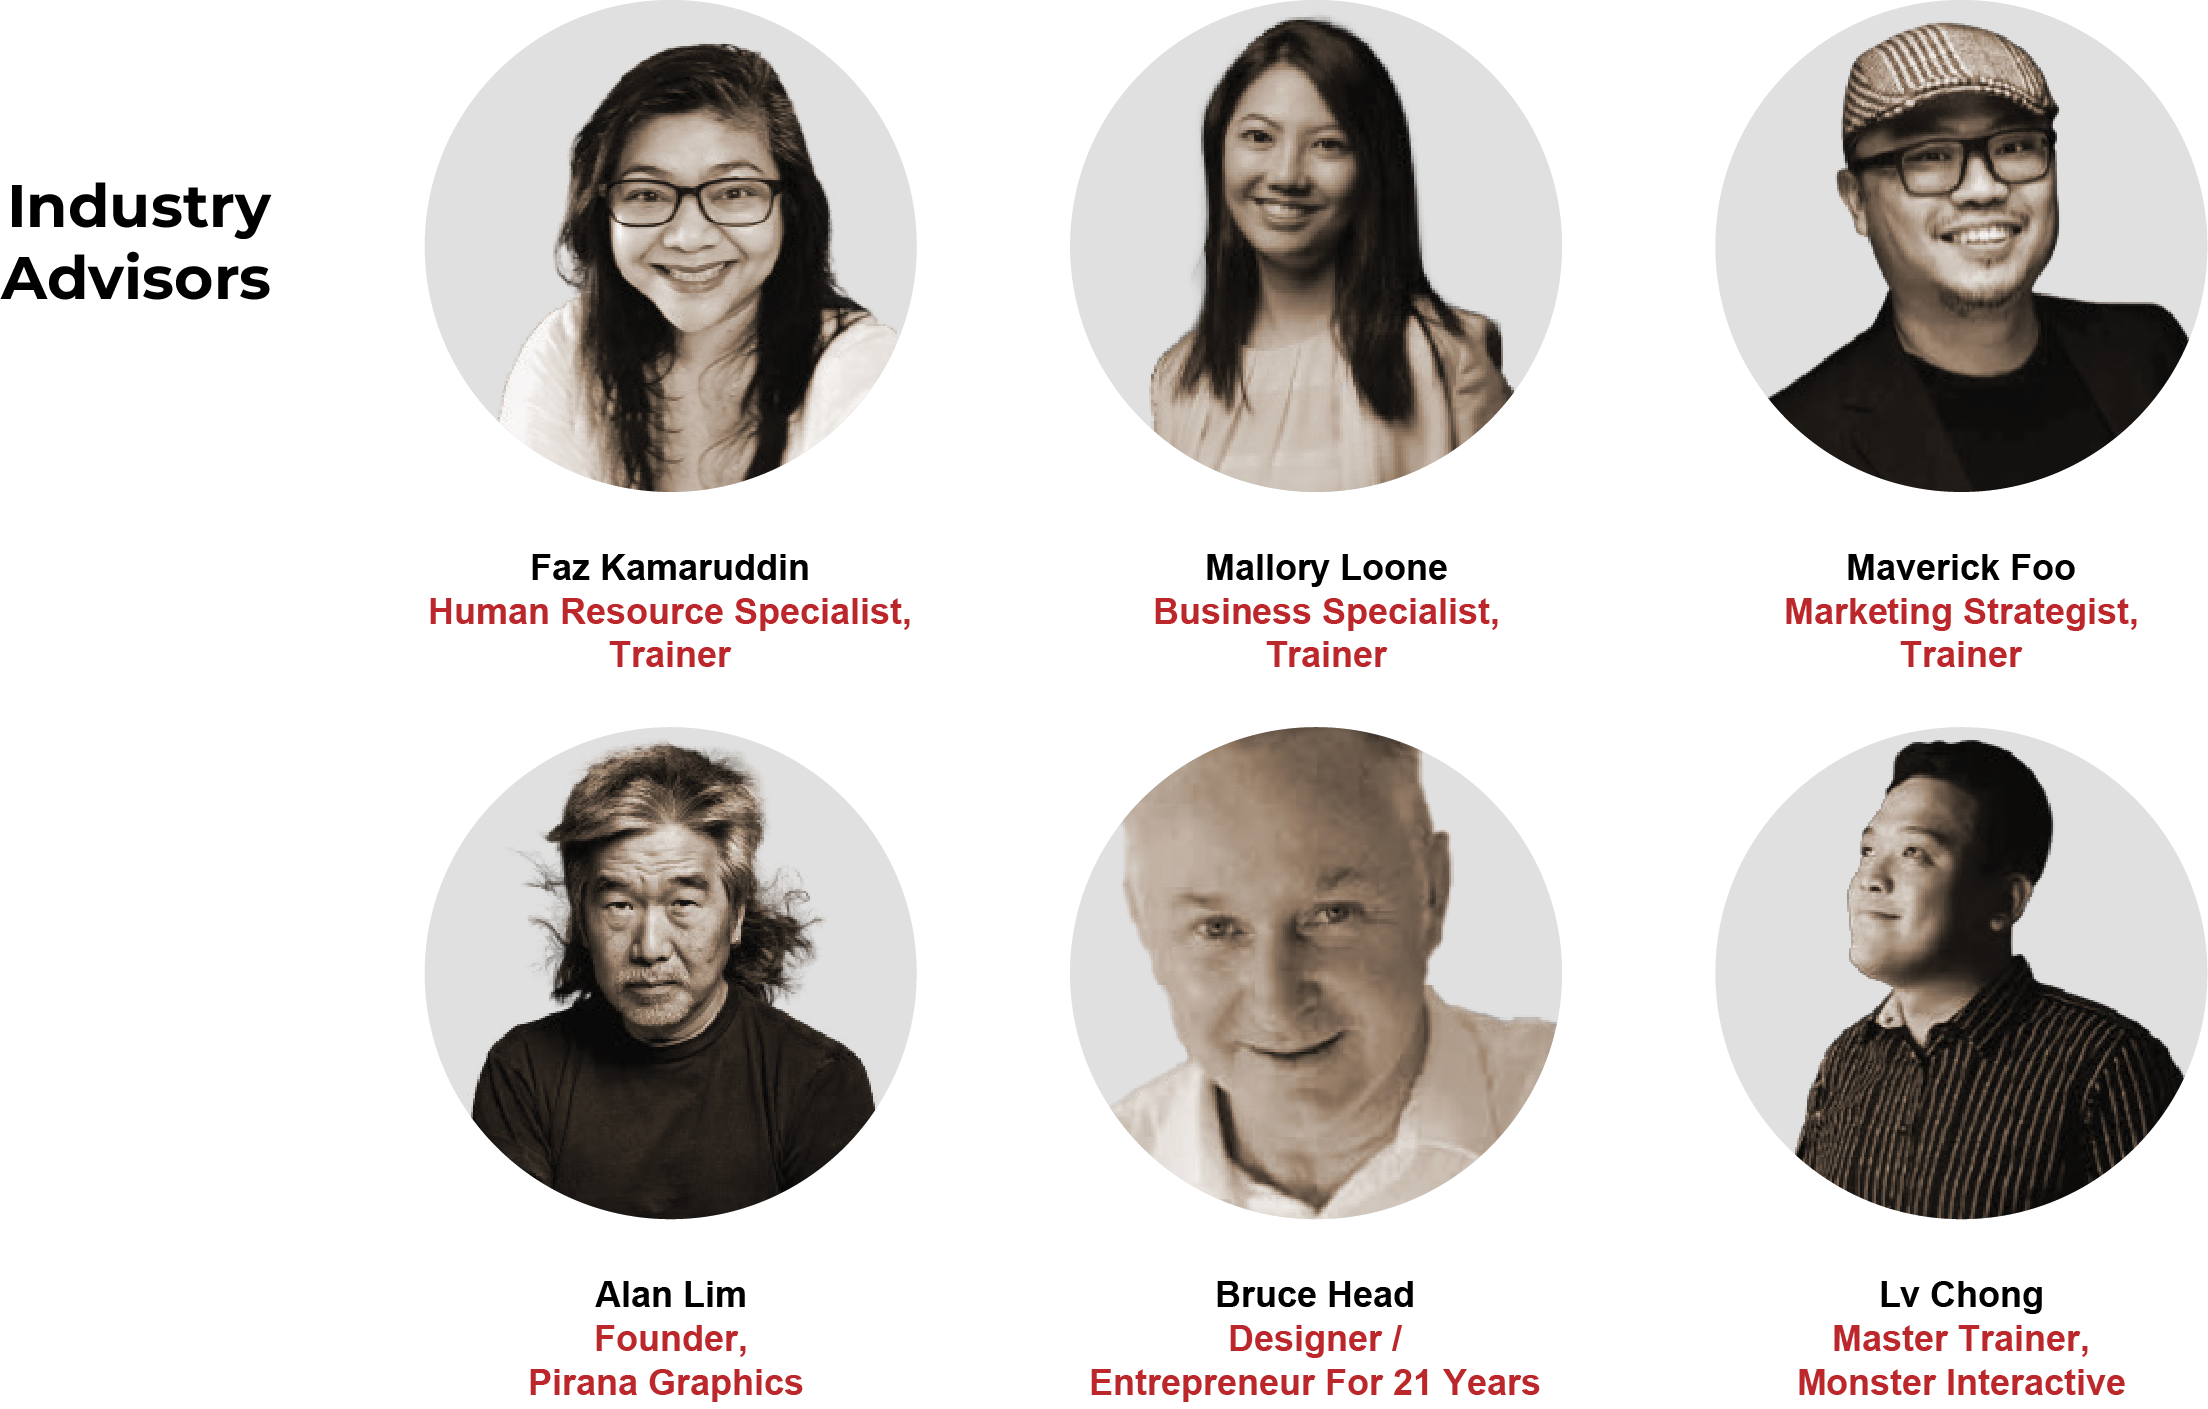 Industry
Advisors
Faz Kamaruddin
Human Resource Specialist,
Trainer
Mallory Loone
Business Specialist,
Trainer
Maverick Foo
Marketing Strategist,
Trainer
Alan Lim
Founder,
Pirana Graphics
Bruce Head
Designer /
Entrepreneur For 21 Years
Lv Chong
Master Trainer,
Monster Interactive